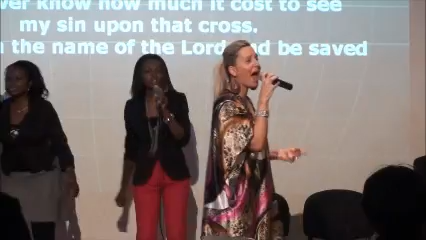 ver know how much it cost to see
my sin upon that cross.
the name of the Lord and be saved